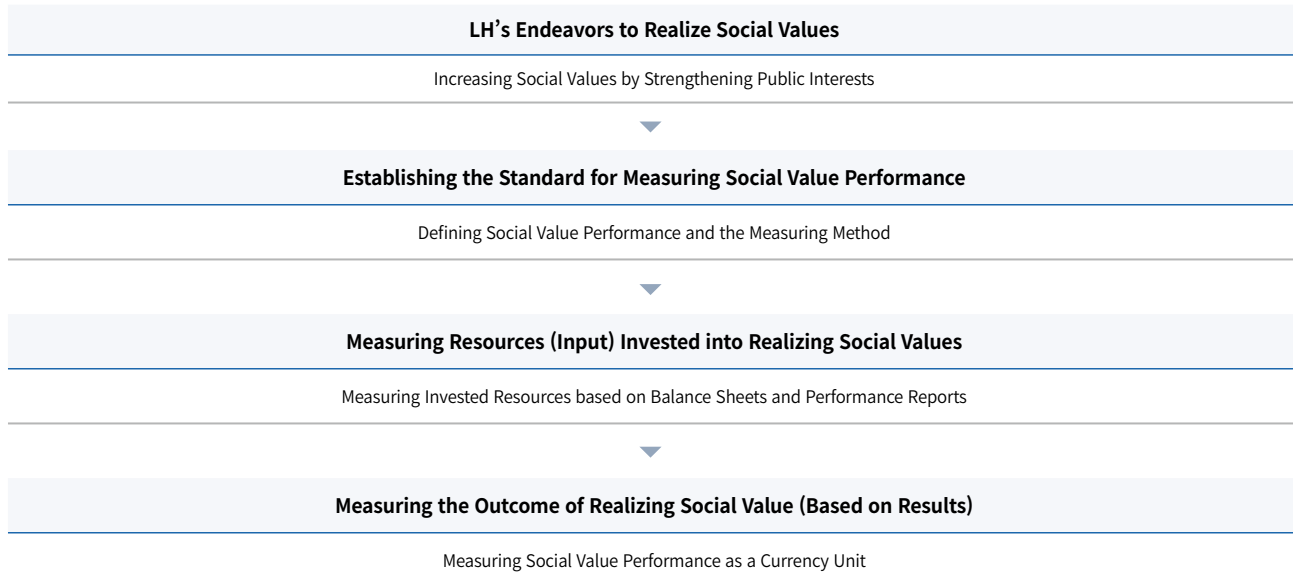 LH’s Endeavors to Realize Social Values
Increasing Social Values by Strengthening Public Interests
Establishing the Standard for Measuring Social Value Performance
Defining Social Value Performance and the Measuring Method
Measuring Resources (Input) Invested into Realizing Social Values
Measuring Invested Resources based on Balance Sheets and Performance Reports
Measuring the Outcome of Realizing Social Value (Based on Results)
Measuring Social Value Performance as a Currency Unit